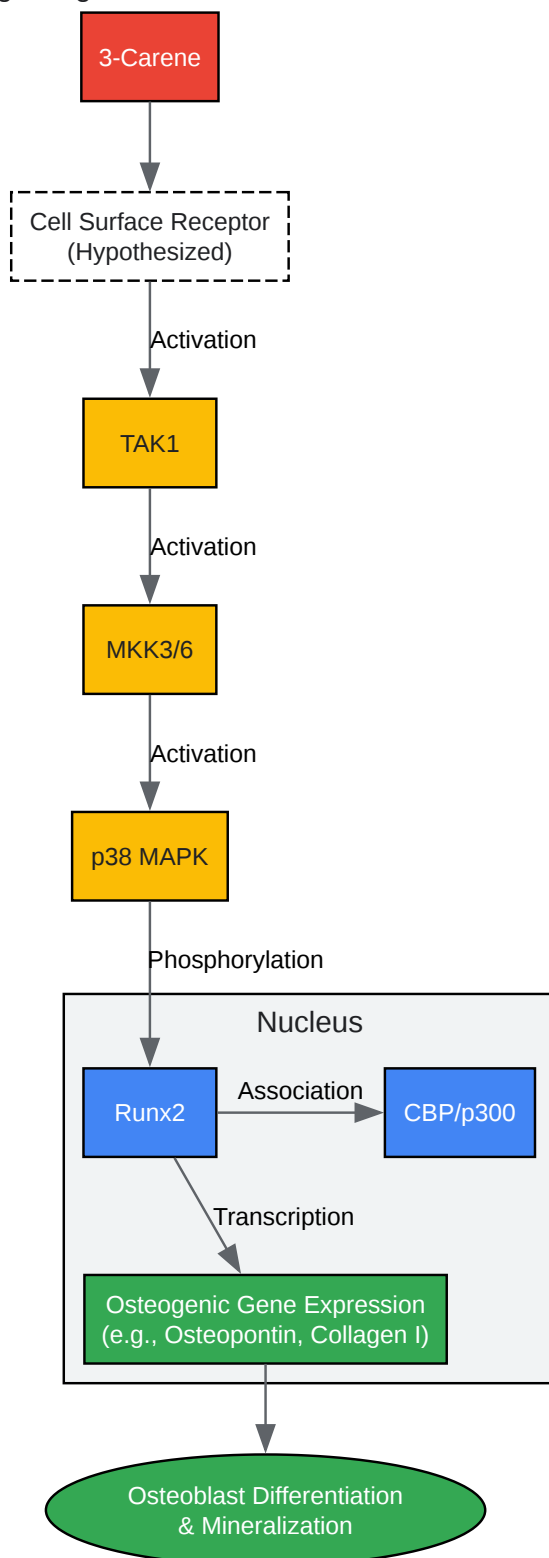 3-Carene
Cell Surface Receptor
(Hypothesized)
Activation
TAK1
Activation
MKK3/6
Activation
p38 MAPK
Phosphorylation
Nucleus
Runx2
Association
CBP/p300
Transcription
Osteogenic Gene Expression
(e.g., Osteopontin, Collagen I)
Osteoblast Differentiation
& Mineralization